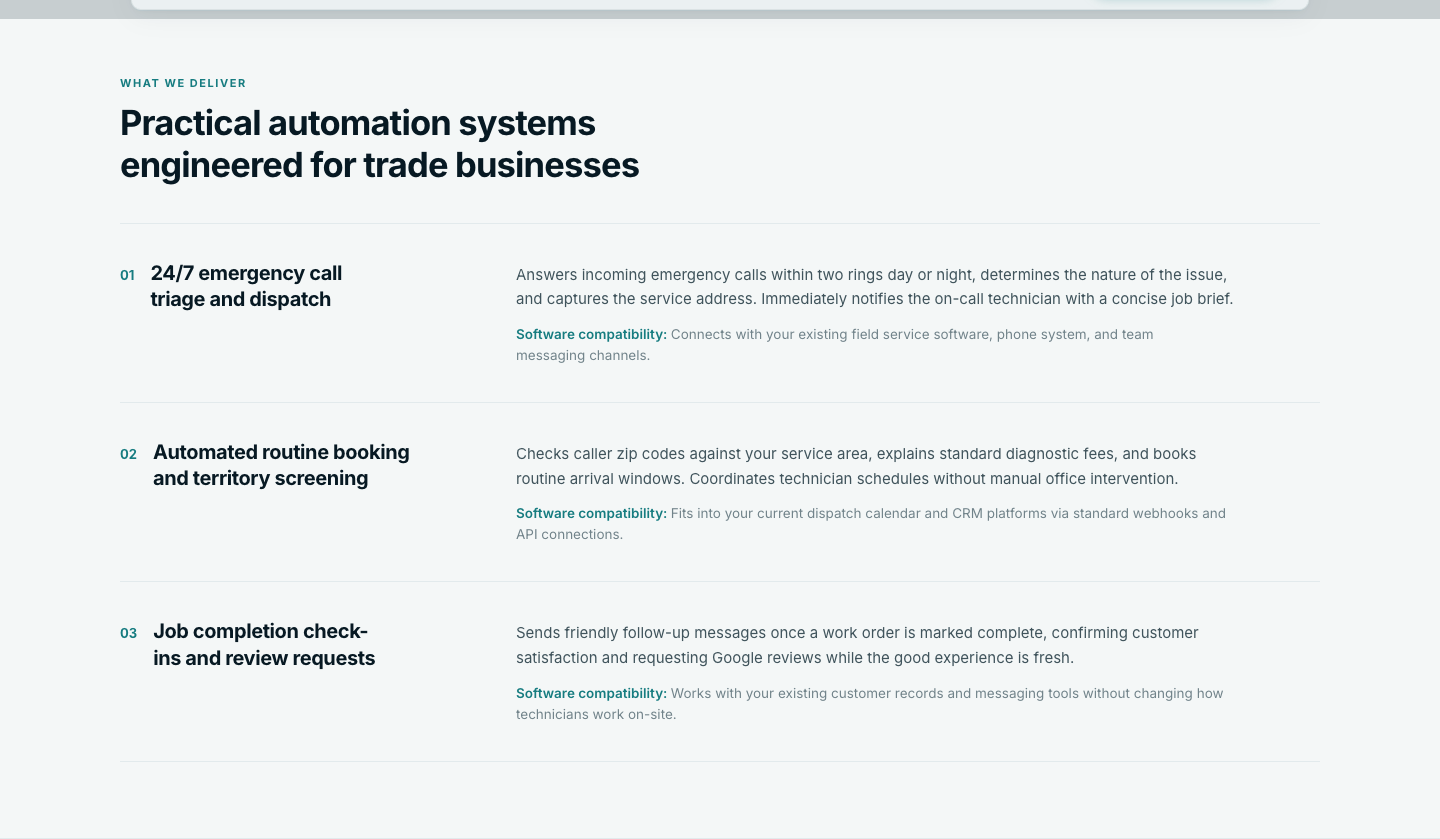 WHAT WE DELIVER
Practical automation systems
engineered for trade businesses
01 24/7 emergency call
triage and dispatch
Answers incoming emergency calls within two rings day or night, determines the nature of the issue,
and captures the service address. Immediately notifies the on-call technician with a concise job brief.
Software compatibility: Connects with your existing field service software, phone system, and team
messaging channels.
02 Automated routine booking
and territory screening
Checks caller zip codes against your service area, explains standard diagnostic fees, and books
routine arrival windows. Coordinates technician schedules without manual office intervention.
Software compatibility: Fits into your current dispatch calendar and CRM platforms via standard webhooks and
API connections.
03 Job completion check-
ins and review requests
Sends friendly follow-up messages once a work order is marked complete, confirming customer
satisfaction and requesting Google reviews while the good experience is fresh.
Software compatibility: Works with your existing customer records and messaging tools without changing how
technicians work on-site.